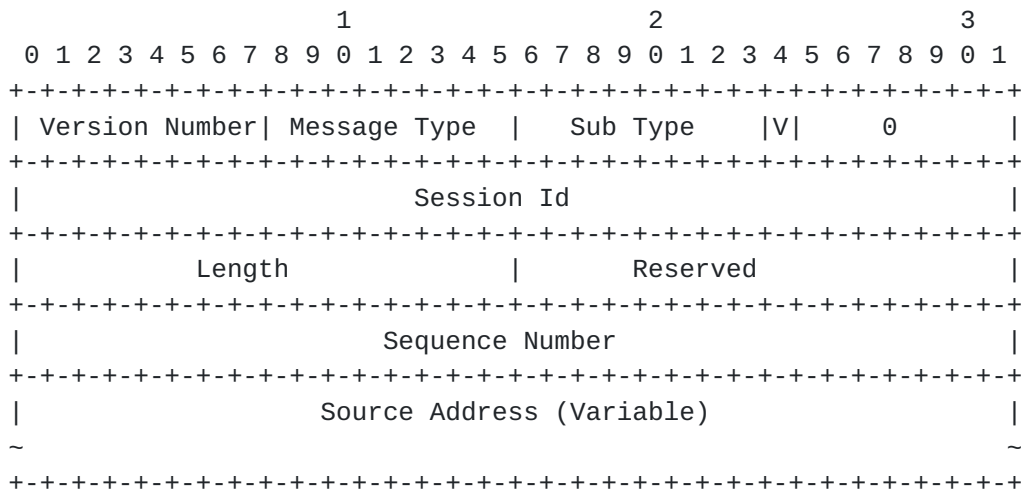 1                   2                   3
 0 1 2 3 4 5 6 7 8 9 0 1 2 3 4 5 6 7 8 9 0 1 2 3 4 5 6 7 8 9 0 1
+-+-+-+-+-+-+-+-+-+-+-+-+-+-+-+-+-+-+-+-+-+-+-+-+-+-+-+-+-+-+-+-+
| Version Number| Message Type  |   Sub Type    |V|     0       |
+-+-+-+-+-+-+-+-+-+-+-+-+-+-+-+-+-+-+-+-+-+-+-+-+-+-+-+-+-+-+-+-+
|                         Session Id                            |
+-+-+-+-+-+-+-+-+-+-+-+-+-+-+-+-+-+-+-+-+-+-+-+-+-+-+-+-+-+-+-+-+
|           Length              |       Reserved                |
+-+-+-+-+-+-+-+-+-+-+-+-+-+-+-+-+-+-+-+-+-+-+-+-+-+-+-+-+-+-+-+-+
|                       Sequence Number                         |
+-+-+-+-+-+-+-+-+-+-+-+-+-+-+-+-+-+-+-+-+-+-+-+-+-+-+-+-+-+-+-+-+
|                   Source Address (Variable)                   |
~                                                               ~
+-+-+-+-+-+-+-+-+-+-+-+-+-+-+-+-+-+-+-+-+-+-+-+-+-+-+-+-+-+-+-+-+